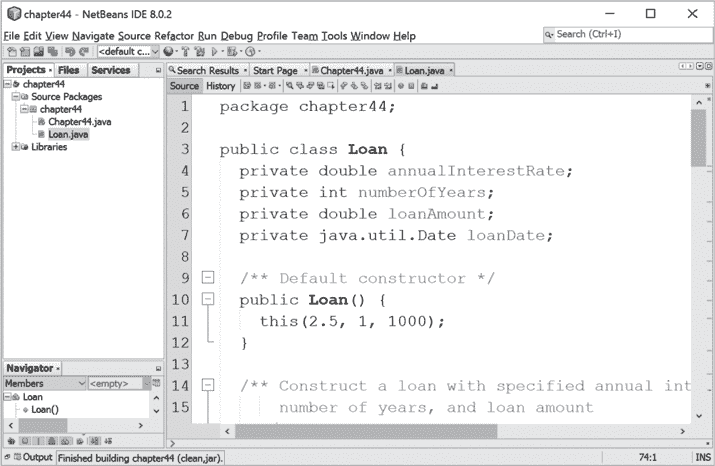 chapter44 - NetBeans IDE 8.0.2
File Edit View Navigate Source Refactor Run Debug Profile Team Tools Window Help
Search (Ctrl+I)
<default c...
Projects Files Services
chapter44
Source Packages
chapter44
Chapter44.java
Loan.java
Libraries
Search Results Start Page Chapter44.java Loan.java
Source History
1 package chapter44;
2
3 public class Loan {
4 private double annualInterestRate;
5 private int numberOfYears;
6 private double loanAmount;
7 private java.util.Date loanDate;
8
9 /** Default constructor */
10 public Loan() {
11 this(2.5, 1, 1000);
12 }
13
14 /** Construct a loan with specified annual int
15 number of years, and loan amount
Navigator
Members <empty>
Loan
Loan()
Output Finished building chapter44 (clean,jar). 74:1 INS